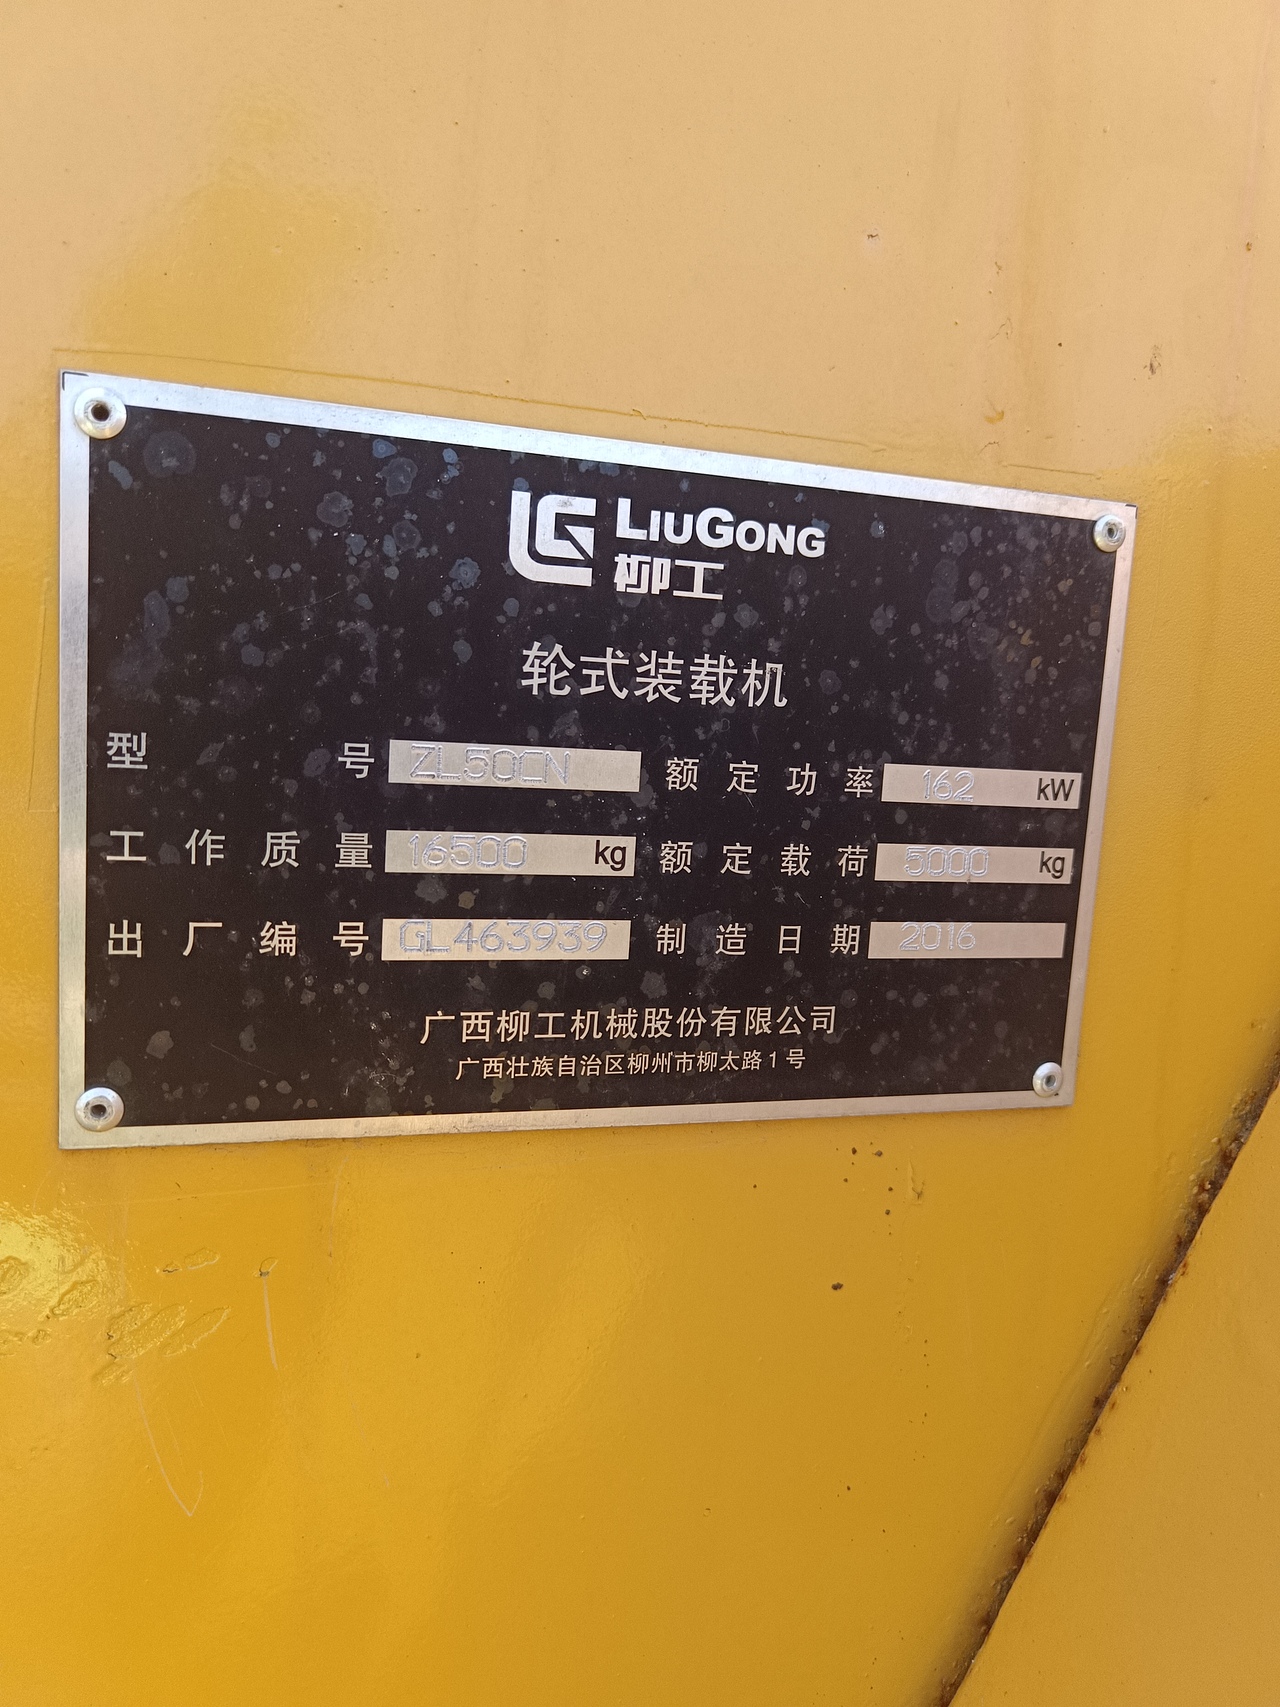 LIUGONG
柳工
轮式装载机
型号 ZL50CN 额定功率 162 kW
工作质量 16500 kg 额定载荷 5000 kg
出厂编号 GL463939 制造日期 2016
广西柳工机械股份有限公司
广西壮族自治区柳州市柳太路1号